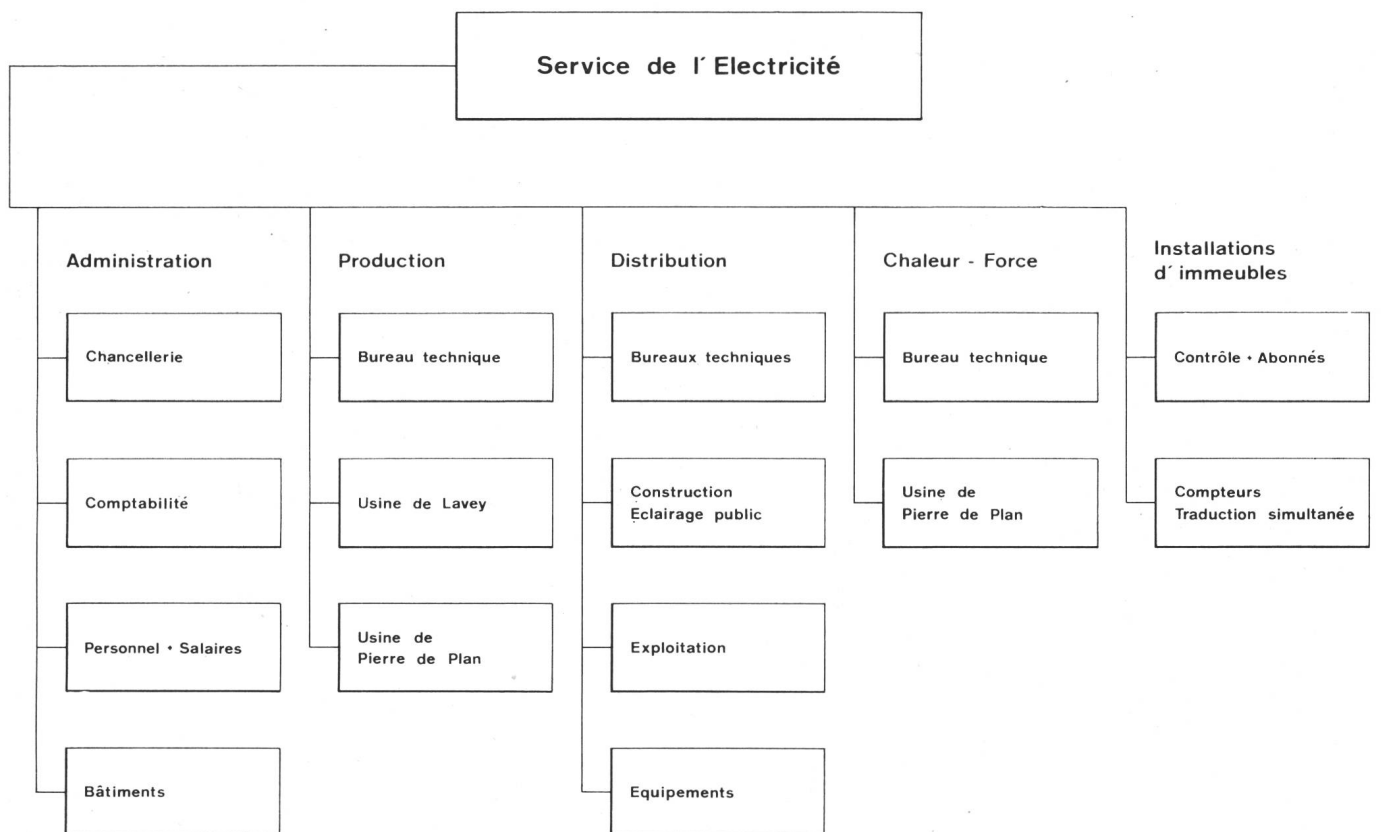 Service de l´Electricité
Administration
Chancellerie
Comptabilité
Personnel + Salaires
Bâtiments
Production
Bureau technique
Usine de Lavey
Usine de
Pierre de Plan
Distribution
Bureaux techniques
Construction
Eclairage public
Exploitation
Equipements
Chaleur - Force
Bureau technique
Usine de
Pierre de Plan
Installations
d´immeubles
Contrôle + Abonnés
Compteurs
Traduction simultanée